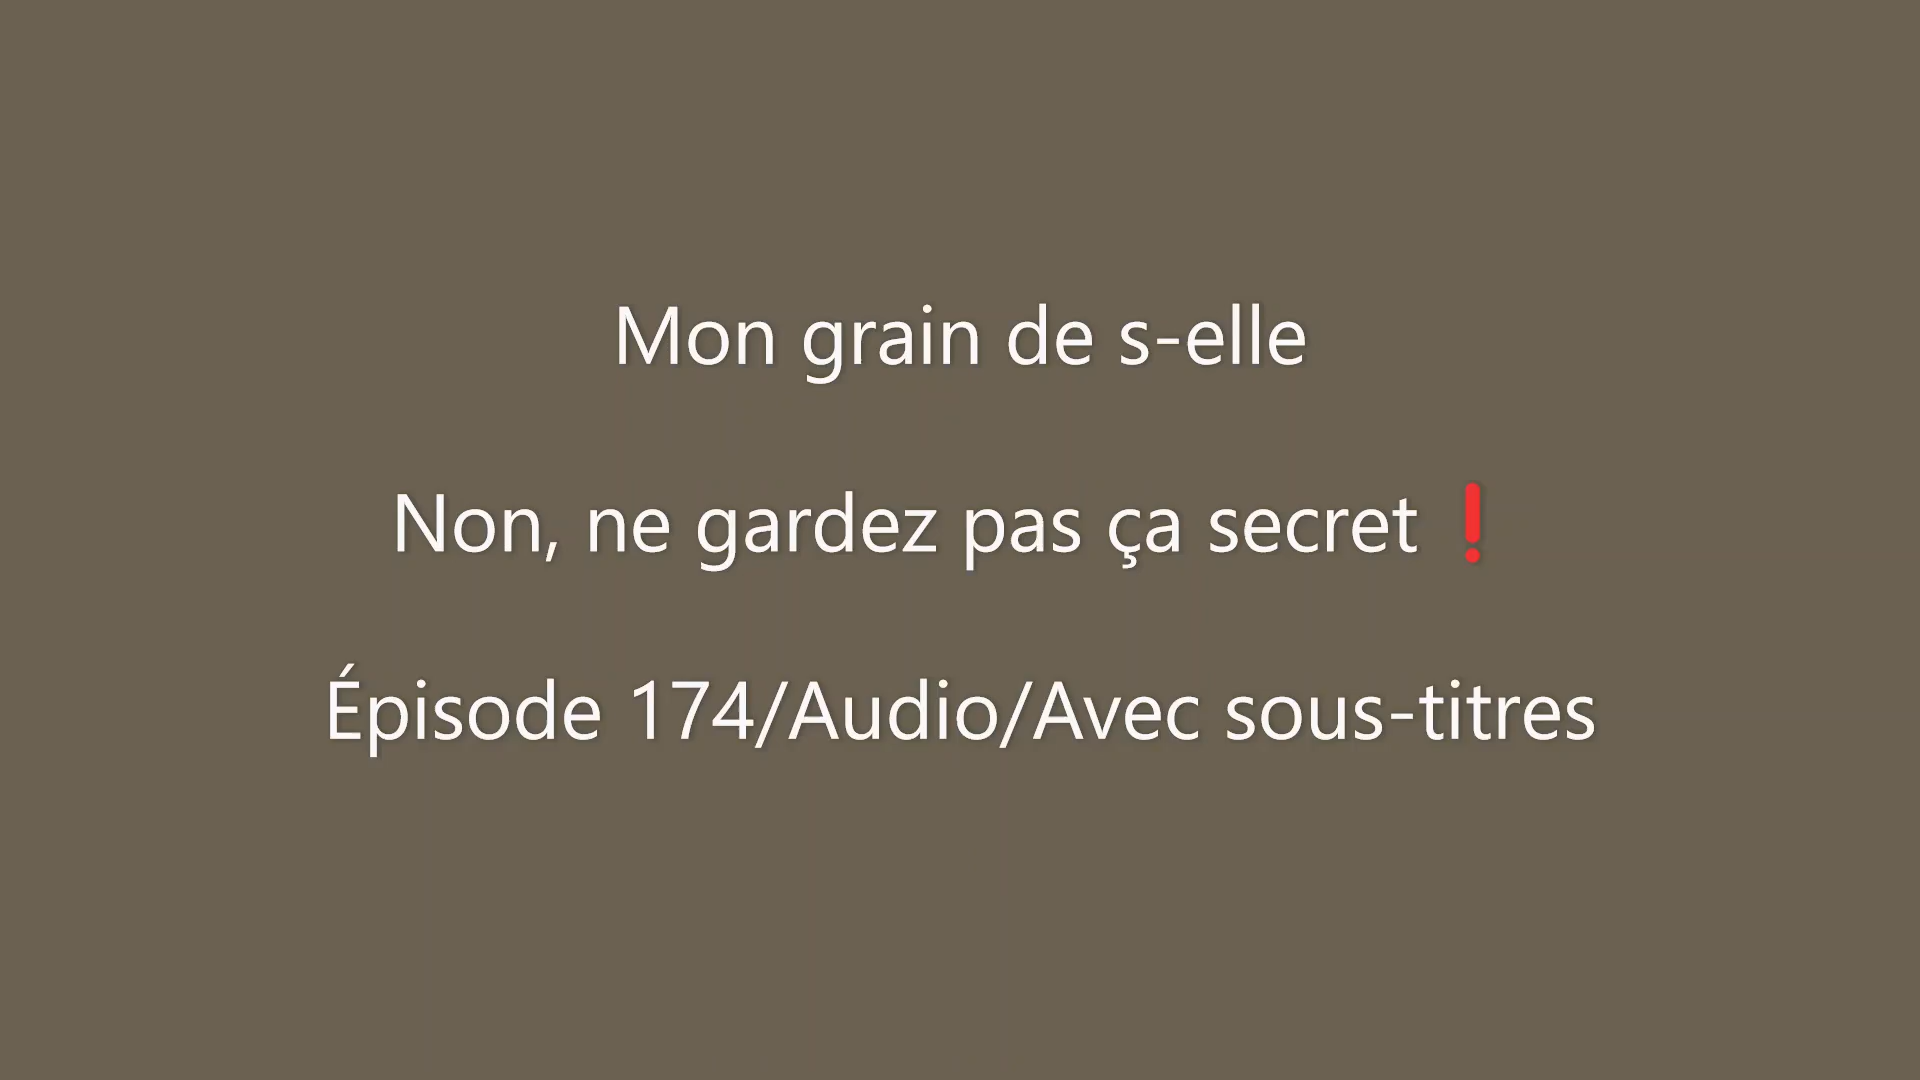 Mon grain de s-elle
Non, ne gardez pas ça secret❗
Épisode 174/Audio/Avec sous-titres